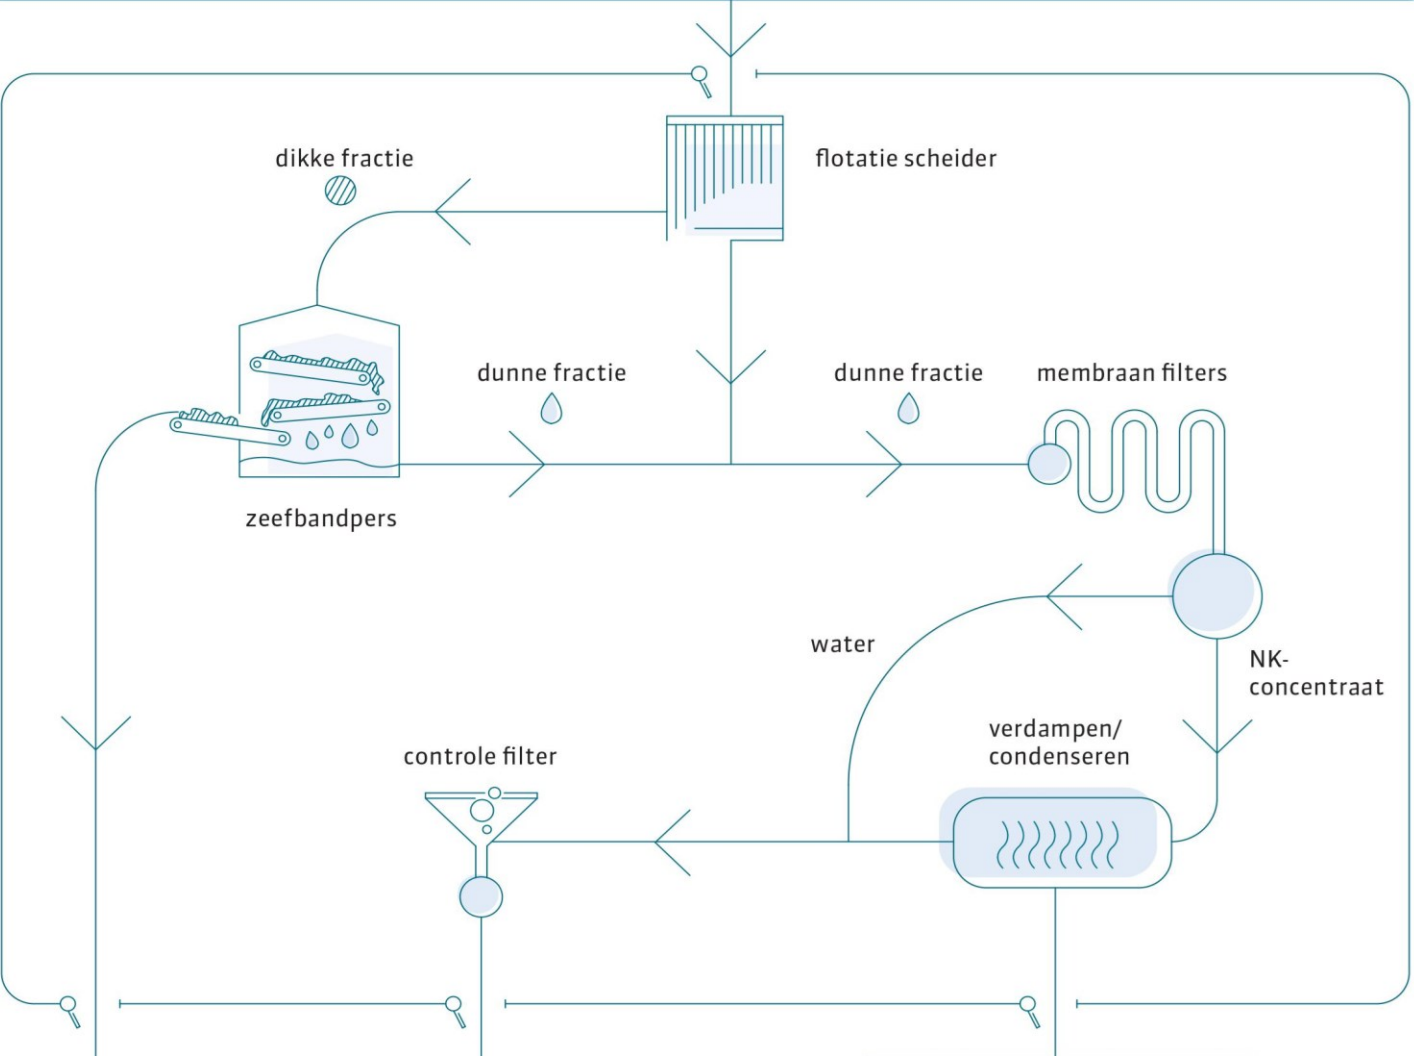 dikke fractie
flotatie scheider
dunne fractie
dunne fractie
membraan filters
zeefbandpers
water
NK-
concentraat
verdampen/
condenseren
controle filter